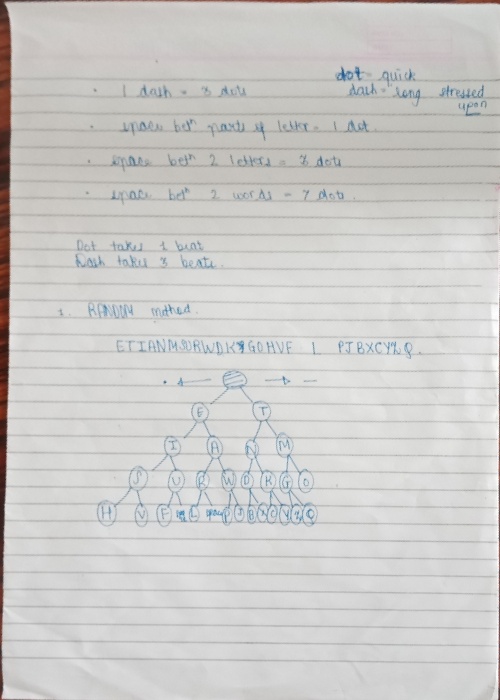 dot = quick
• 1 dash = 3 dots
dash = long stressed
upon
• space betn parts of letter = 1 dot.
• space betn 2 letters = 3 dots
• space betn 2 words = 7 dots.
Dot takes 1 beat
Dash takes 3 beats.
1. RANDOM method.
L PJBXCYZQ.
• ← → —
E T
I A N M
S U R W D K G O
H V F L space P J B X C Y Z Q